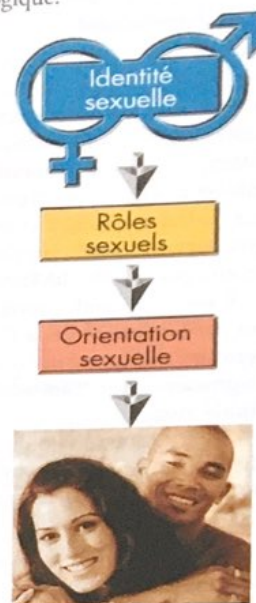 gique.
Identité
sexuelle
Rôles
sexuels
Orientation
sexuelle